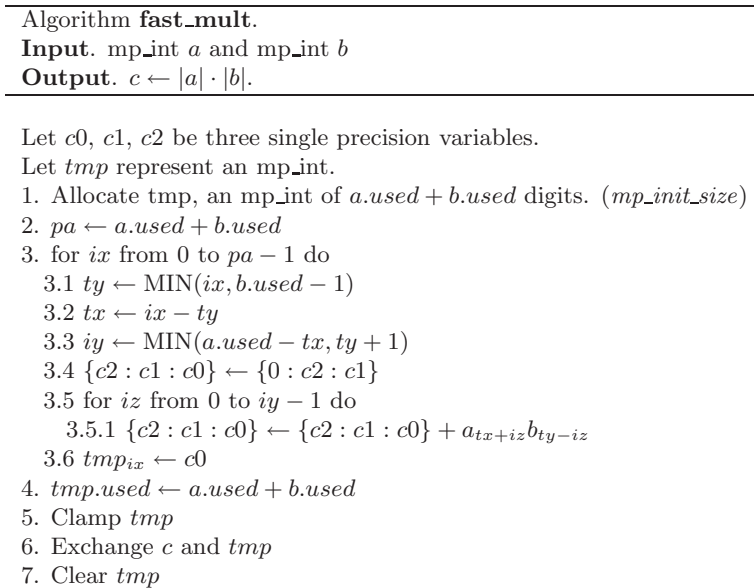 Algorithm fast_mult.
Input. mp_int a and mp_int b
Output. c ← |a| · |b|.
Let c0, c1, c2 be three single precision variables.
Let tmp represent an mp_int.
1. Allocate tmp, an mp_int of a.used + b.used digits. (mp_init_size)
2. pa ← a.used + b.used
3. for ix from 0 to pa − 1 do
3.1 ty ← MIN(ix, b.used − 1)
3.2 tx ← ix − ty
3.3 iy ← MIN(a.used − tx, ty + 1)
3.4 {c2 : c1 : c0} ← {0 : c2 : c1}
3.5 for iz from 0 to iy − 1 do
3.5.1 {c2 : c1 : c0} ← {c2 : c1 : c0} + a_{tx+iz}b_{ty−iz}
3.6 tmp_{ix} ← c0
4. tmp.used ← a.used + b.used
5. Clamp tmp
6. Exchange c and tmp
7. Clear tmp